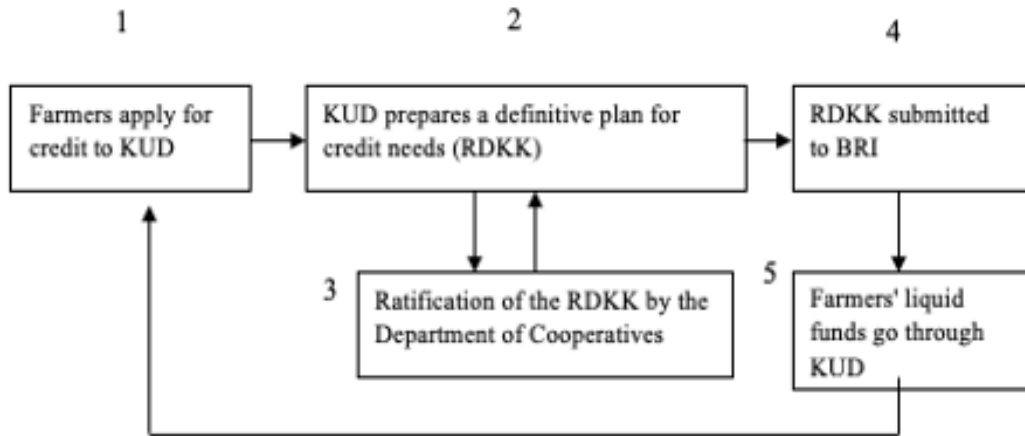 1
2
4
Farmers apply for
credit to KUD
KUD prepares a definitive plan for
credit needs (RDKK)
RDKK submitted
to BRI
3
Ratification of the RDKK by the
Department of Cooperatives
5
Farmers' liquid
funds go through
KUD